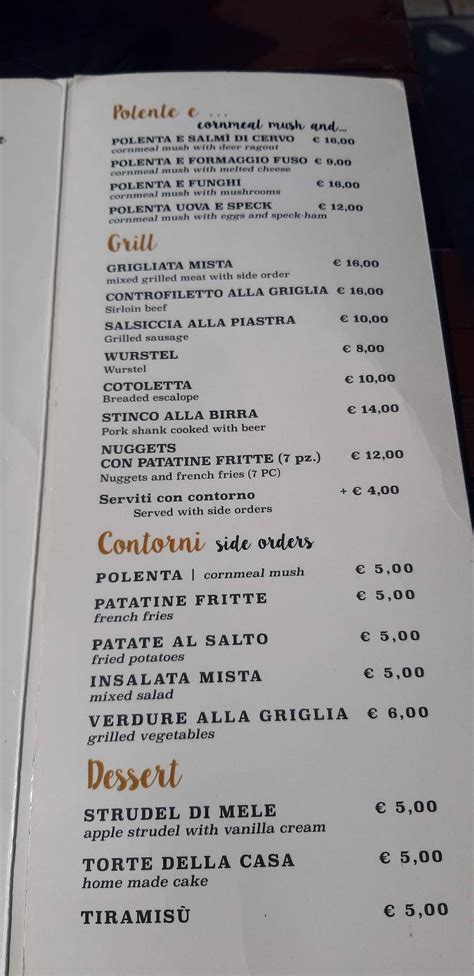 Polente e ...
cornmeal mush and...
POLENTA E SALMÌ DI CERVO € 16,00
cornmeal mush with deer ragout
POLENTA E FORMAGGIO FUSO € 9,00
cornmeal mush with melted cheese
POLENTA E FUNGHI € 16,00
cornmeal mush with mushrooms
POLENTA UOVA E SPECK € 12,00
cornmeal mush with eggs and speck-ham
Grill
GRIGLIATA MISTA € 16,00
mixed grilled meat with side order
CONTROFILETTO ALLA GRIGLIA € 16,00
Sirloin beef
SALSICCIA ALLA PIASTRA € 10,00
Grilled sausage
WURSTEL € 8,00
Wurstel
COTOLETTA € 10,00
Breaded escalope
STINCO ALLA BIRRA € 14,00
Pork shank cooked with beer
NUGGETS
CON PATATINE FRITTE (7 pz.) € 12,00
Nuggets and french fries (7 PC)
Serviti con contorno + € 4,00
Served with side orders
Contorni side orders
POLENTA | cornmeal mush € 5,00
PATATINE FRITTE € 5,00
french fries
PATATE AL SALTO € 5,00
fried potatoes
INSALATA MISTA € 5,00
mixed salad
VERDURE ALLA GRIGLIA € 6,00
grilled vegetables
Dessert
STRUDEL DI MELE € 5,00
apple strudel with vanilla cream
TORTE DELLA CASA € 5,00
home made cake
TIRAMISÙ € 5,00